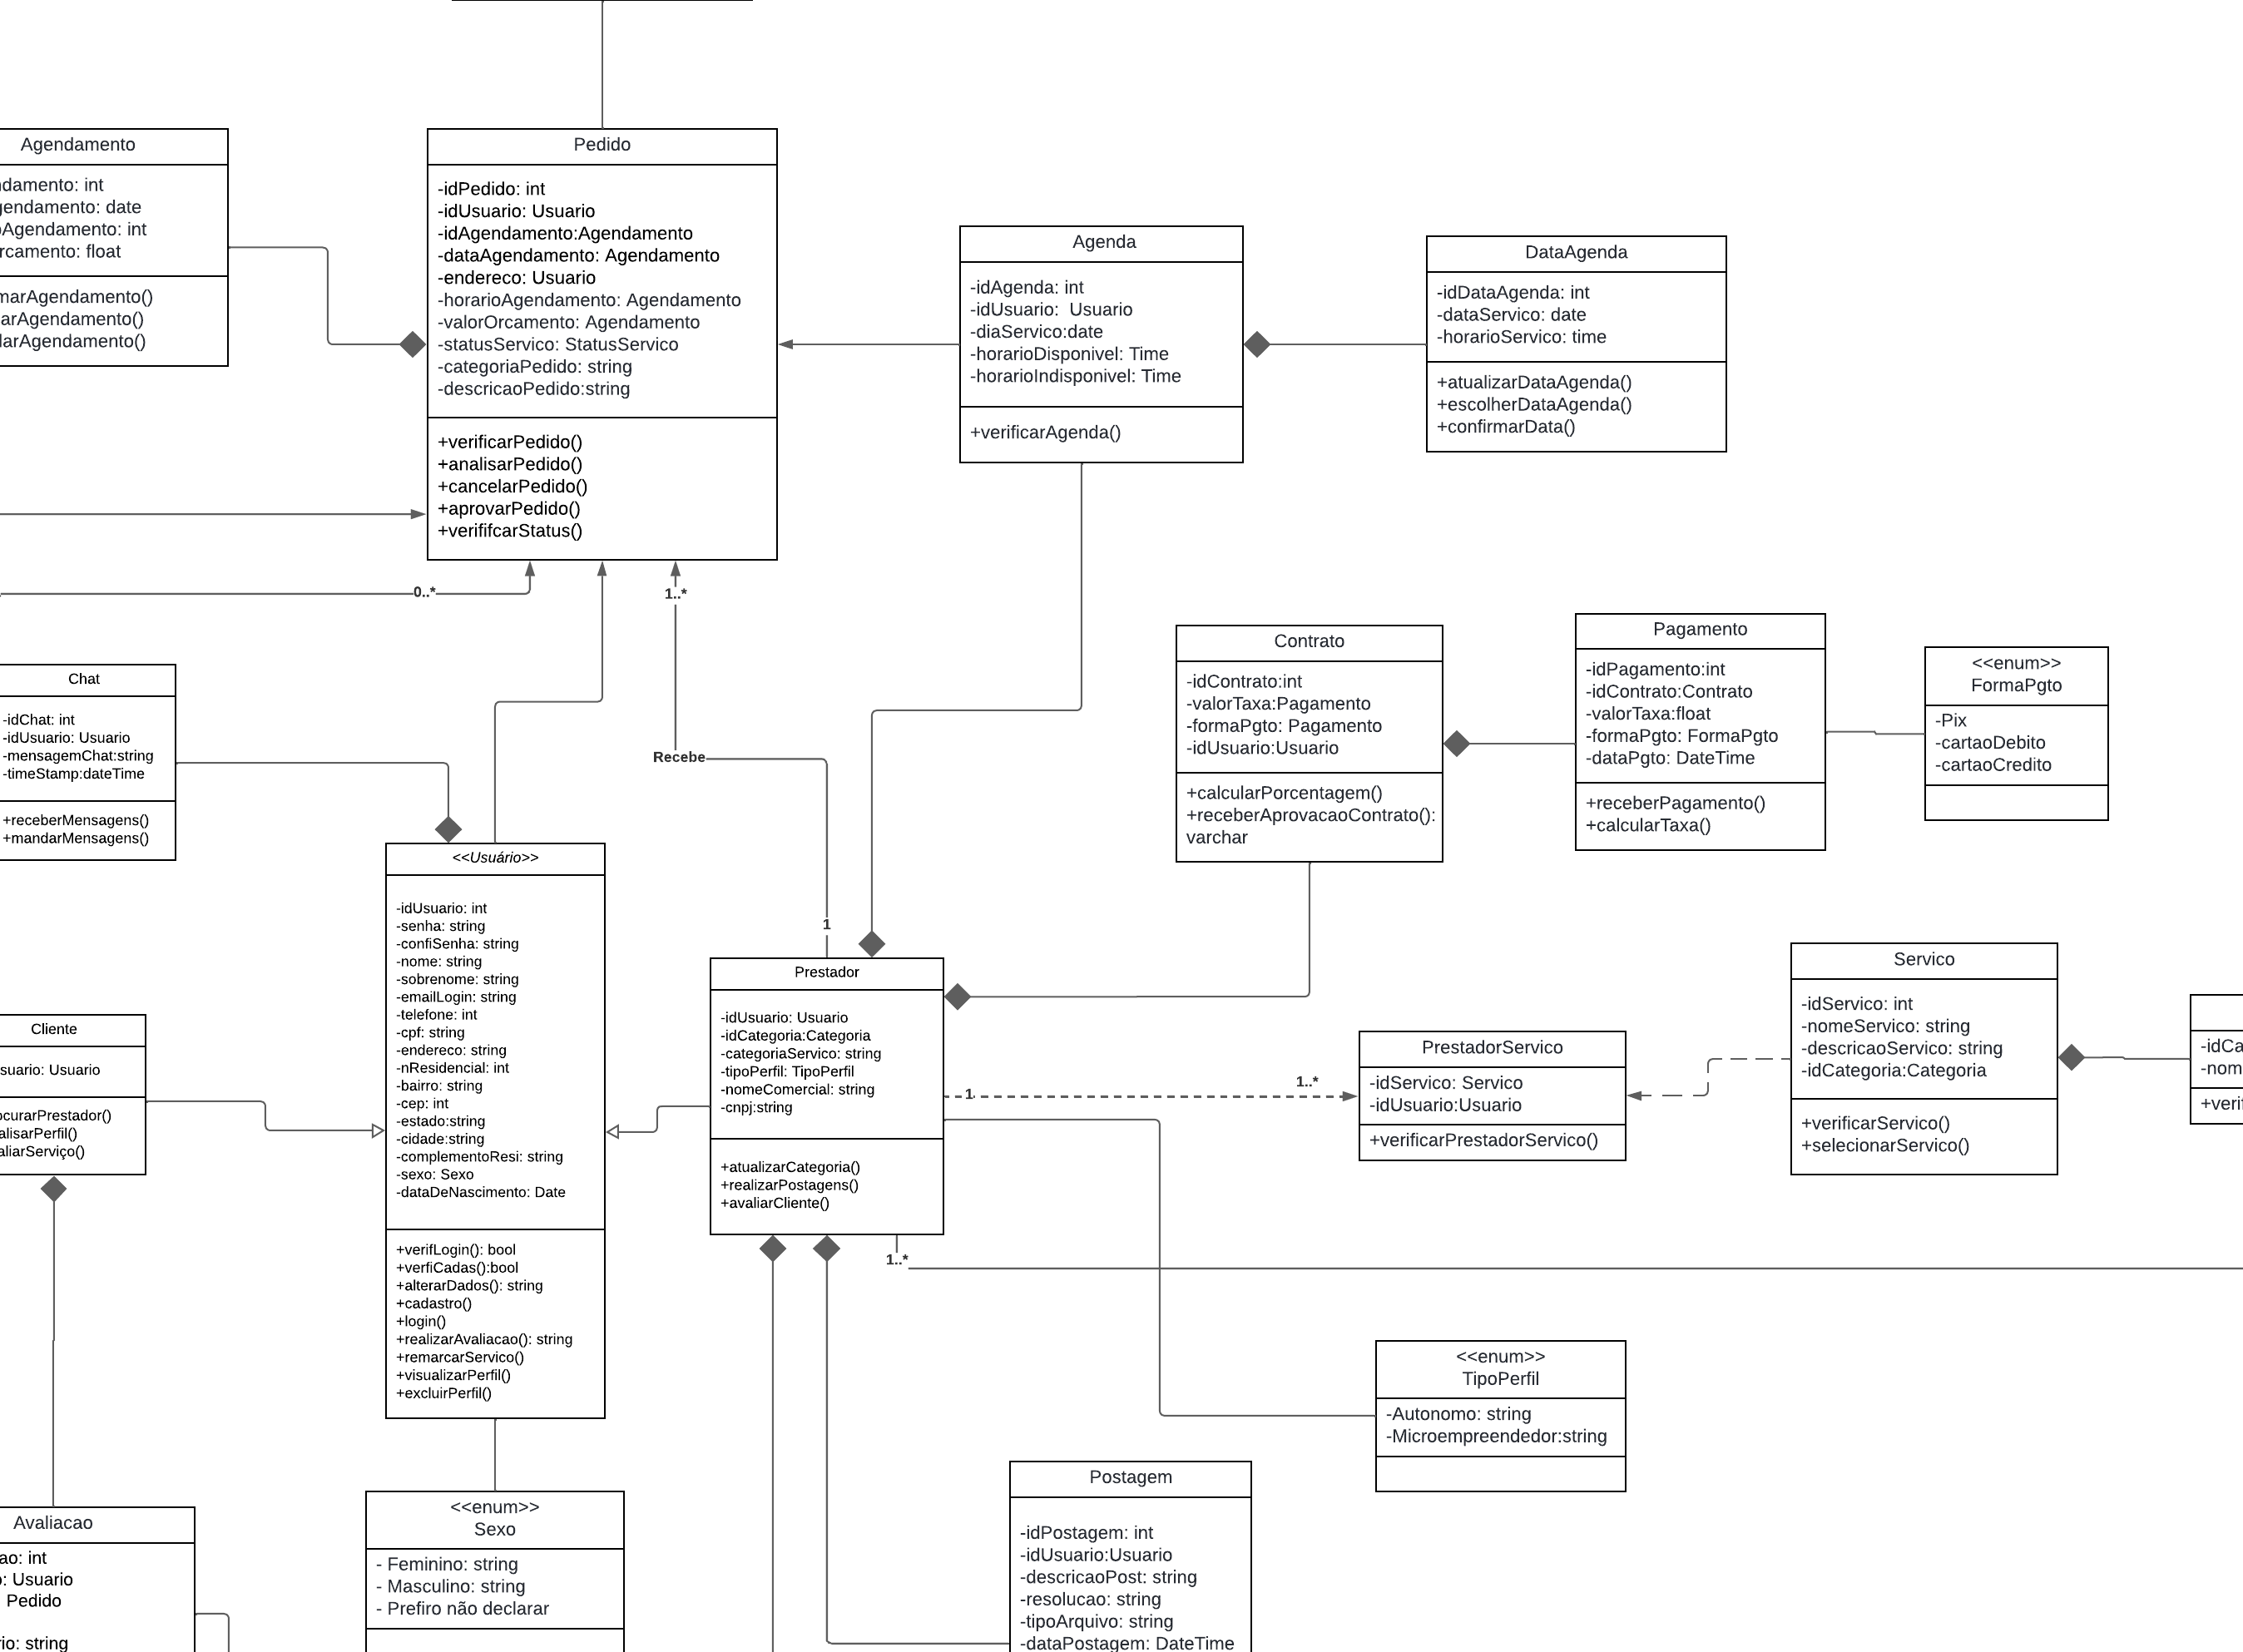 Agendamento
ndamento: int
gendamento: date
oAgendamento: int
rcamento: float
marAgendamento()
arAgendamento()
darAgendamento()
Pedido
-idPedido: int
-idUsuario: Usuario
-idAgendamento:Agendamento
-dataAgendamento: Agendamento
-endereco: Usuario
-horarioAgendamento: Agendamento
-valorOrcamento: Agendamento
-statusServico: StatusServico
-categoriaPedido: string
-descricaoPedido:string
+verificarPedido()
+analisarPedido()
+cancelarPedido()
+aprovarPedido()
+verififcarStatus()
Agenda
-idAgenda: int
-idUsuario:  Usuario
-diaServico:date
-horarioDisponivel: Time
-horarioIndisponivel: Time
+verificarAgenda()
DataAgenda
-idDataAgenda: int
-dataServico: date
-horarioServico: time
+atualizarDataAgenda()
+escolherDataAgenda()
+confirmarData()
0..*
1..*
Recebe
1
Chat
-idChat: int
-idUsuario: Usuario
-mensagemChat:string
-timeStamp:dateTime
+receberMensagens()
+mandarMensagens()
Contrato
-idContrato:int
-valorTaxa:Pagamento
-formaPgto: Pagamento
-idUsuario:Usuario
+calcularPorcentagem()
+receberAprovacaoContrato():
varchar
Pagamento
-idPagamento:int
-idContrato:Contrato
-valorTaxa:float
-formaPgto: FormaPgto
-dataPgto: DateTime
+receberPagamento()
+calcularTaxa()
<<enum>>
FormaPgto
-Pix
-cartaoDebito
-cartaoCredito
<<Usuário>>
-idUsuario: int
-senha: string
-confiSenha: string
-nome: string
-sobrenome: string
-emailLogin: string
-telefone: int
-cpf: string
-endereco: string
-nResidencial: int
-bairro: string
-cep: int
-estado:string
-cidade:string
-complementoResi: string
-sexo: Sexo
-dataDeNascimento: Date
+verifLogin(): bool
+verfiCadas():bool
+alterarDados(): string
+cadastro()
+login()
+realizarAvaliacao(): string
+remarcarServico()
+visualizarPerfil()
+excluirPerfil()
Prestador
-idUsuario: Usuario
-idCategoria:Categoria
-categoriaServico: string
-tipoPerfil: TipoPerfil
-nomeComercial: string
-cnpj:string
+atualizarCategoria()
+realizarPostagens()
+avaliarCliente()
1
1..*
1..*
Cliente
suario: Usuario
ocurarPrestador()
alisarPerfil()
aliarServiço()
PrestadorServico
-idServico: Servico
-idUsuario:Usuario
+verificarPrestadorServico()
Servico
-idServico: int
-nomeServico: string
-descricaoServico: string
-idCategoria:Categoria
+verificarServico()
+selecionarServico()
-idCa
-nom
+verif
<<enum>>
TipoPerfil
-Autonomo: string
-Microempreendedor:string
Postagem
-idPostagem: int
-idUsuario:Usuario
-descricaoPost: string
-resolucao: string
-tipoArquivo: string
-dataPostagem: DateTime
<<enum>>
Sexo
- Feminino: string
- Masculino: string
- Prefiro não declarar
Avaliacao
ao: int
o: Usuario
Pedido
rio: string